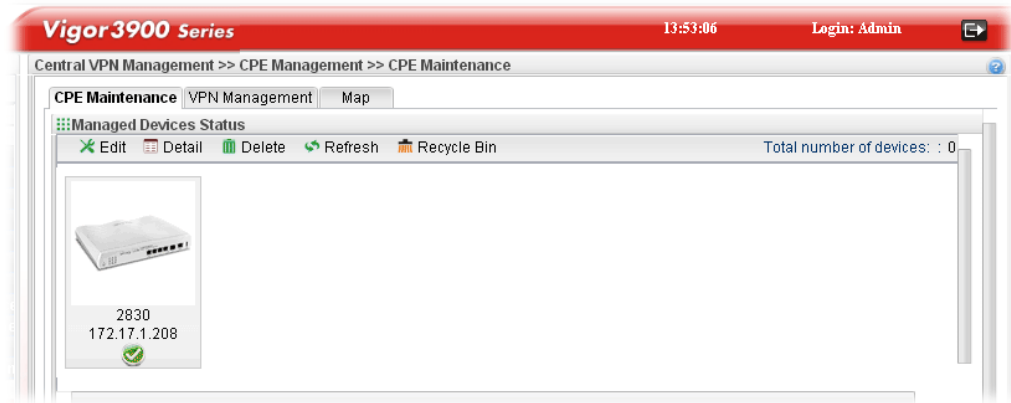 Vigor3900 Series 13:53:06 Login: Admin
Central VPN Management >> CPE Management >> CPE Maintenance
CPE Maintenance VPN Management Map
Managed Devices Status
Edit Detail Delete Refresh Recycle Bin Total number of devices: : 0
2830
172.17.1.208